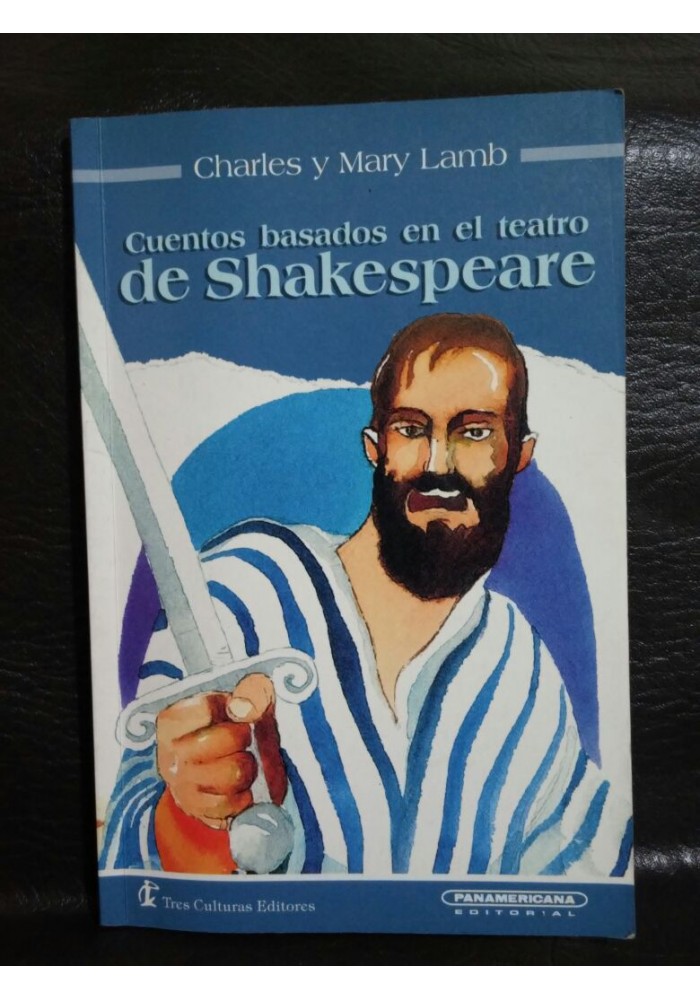 Charles y Mary Lamb
Cuentos basados en el teatro
de Shakespeare
Tres Culturas Editores
PANAMERICANA
EDITORIAL